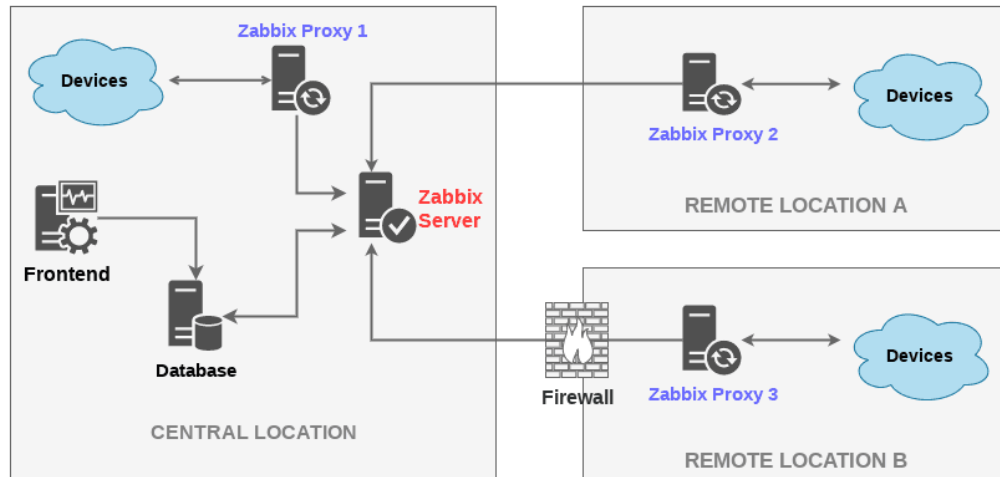 Zabbix Proxy 1
Devices
Zabbix
Server
Frontend
Database
CENTRAL LOCATION
Zabbix Proxy 2
Devices
REMOTE LOCATION A
Firewall
Zabbix Proxy 3
Devices
REMOTE LOCATION B